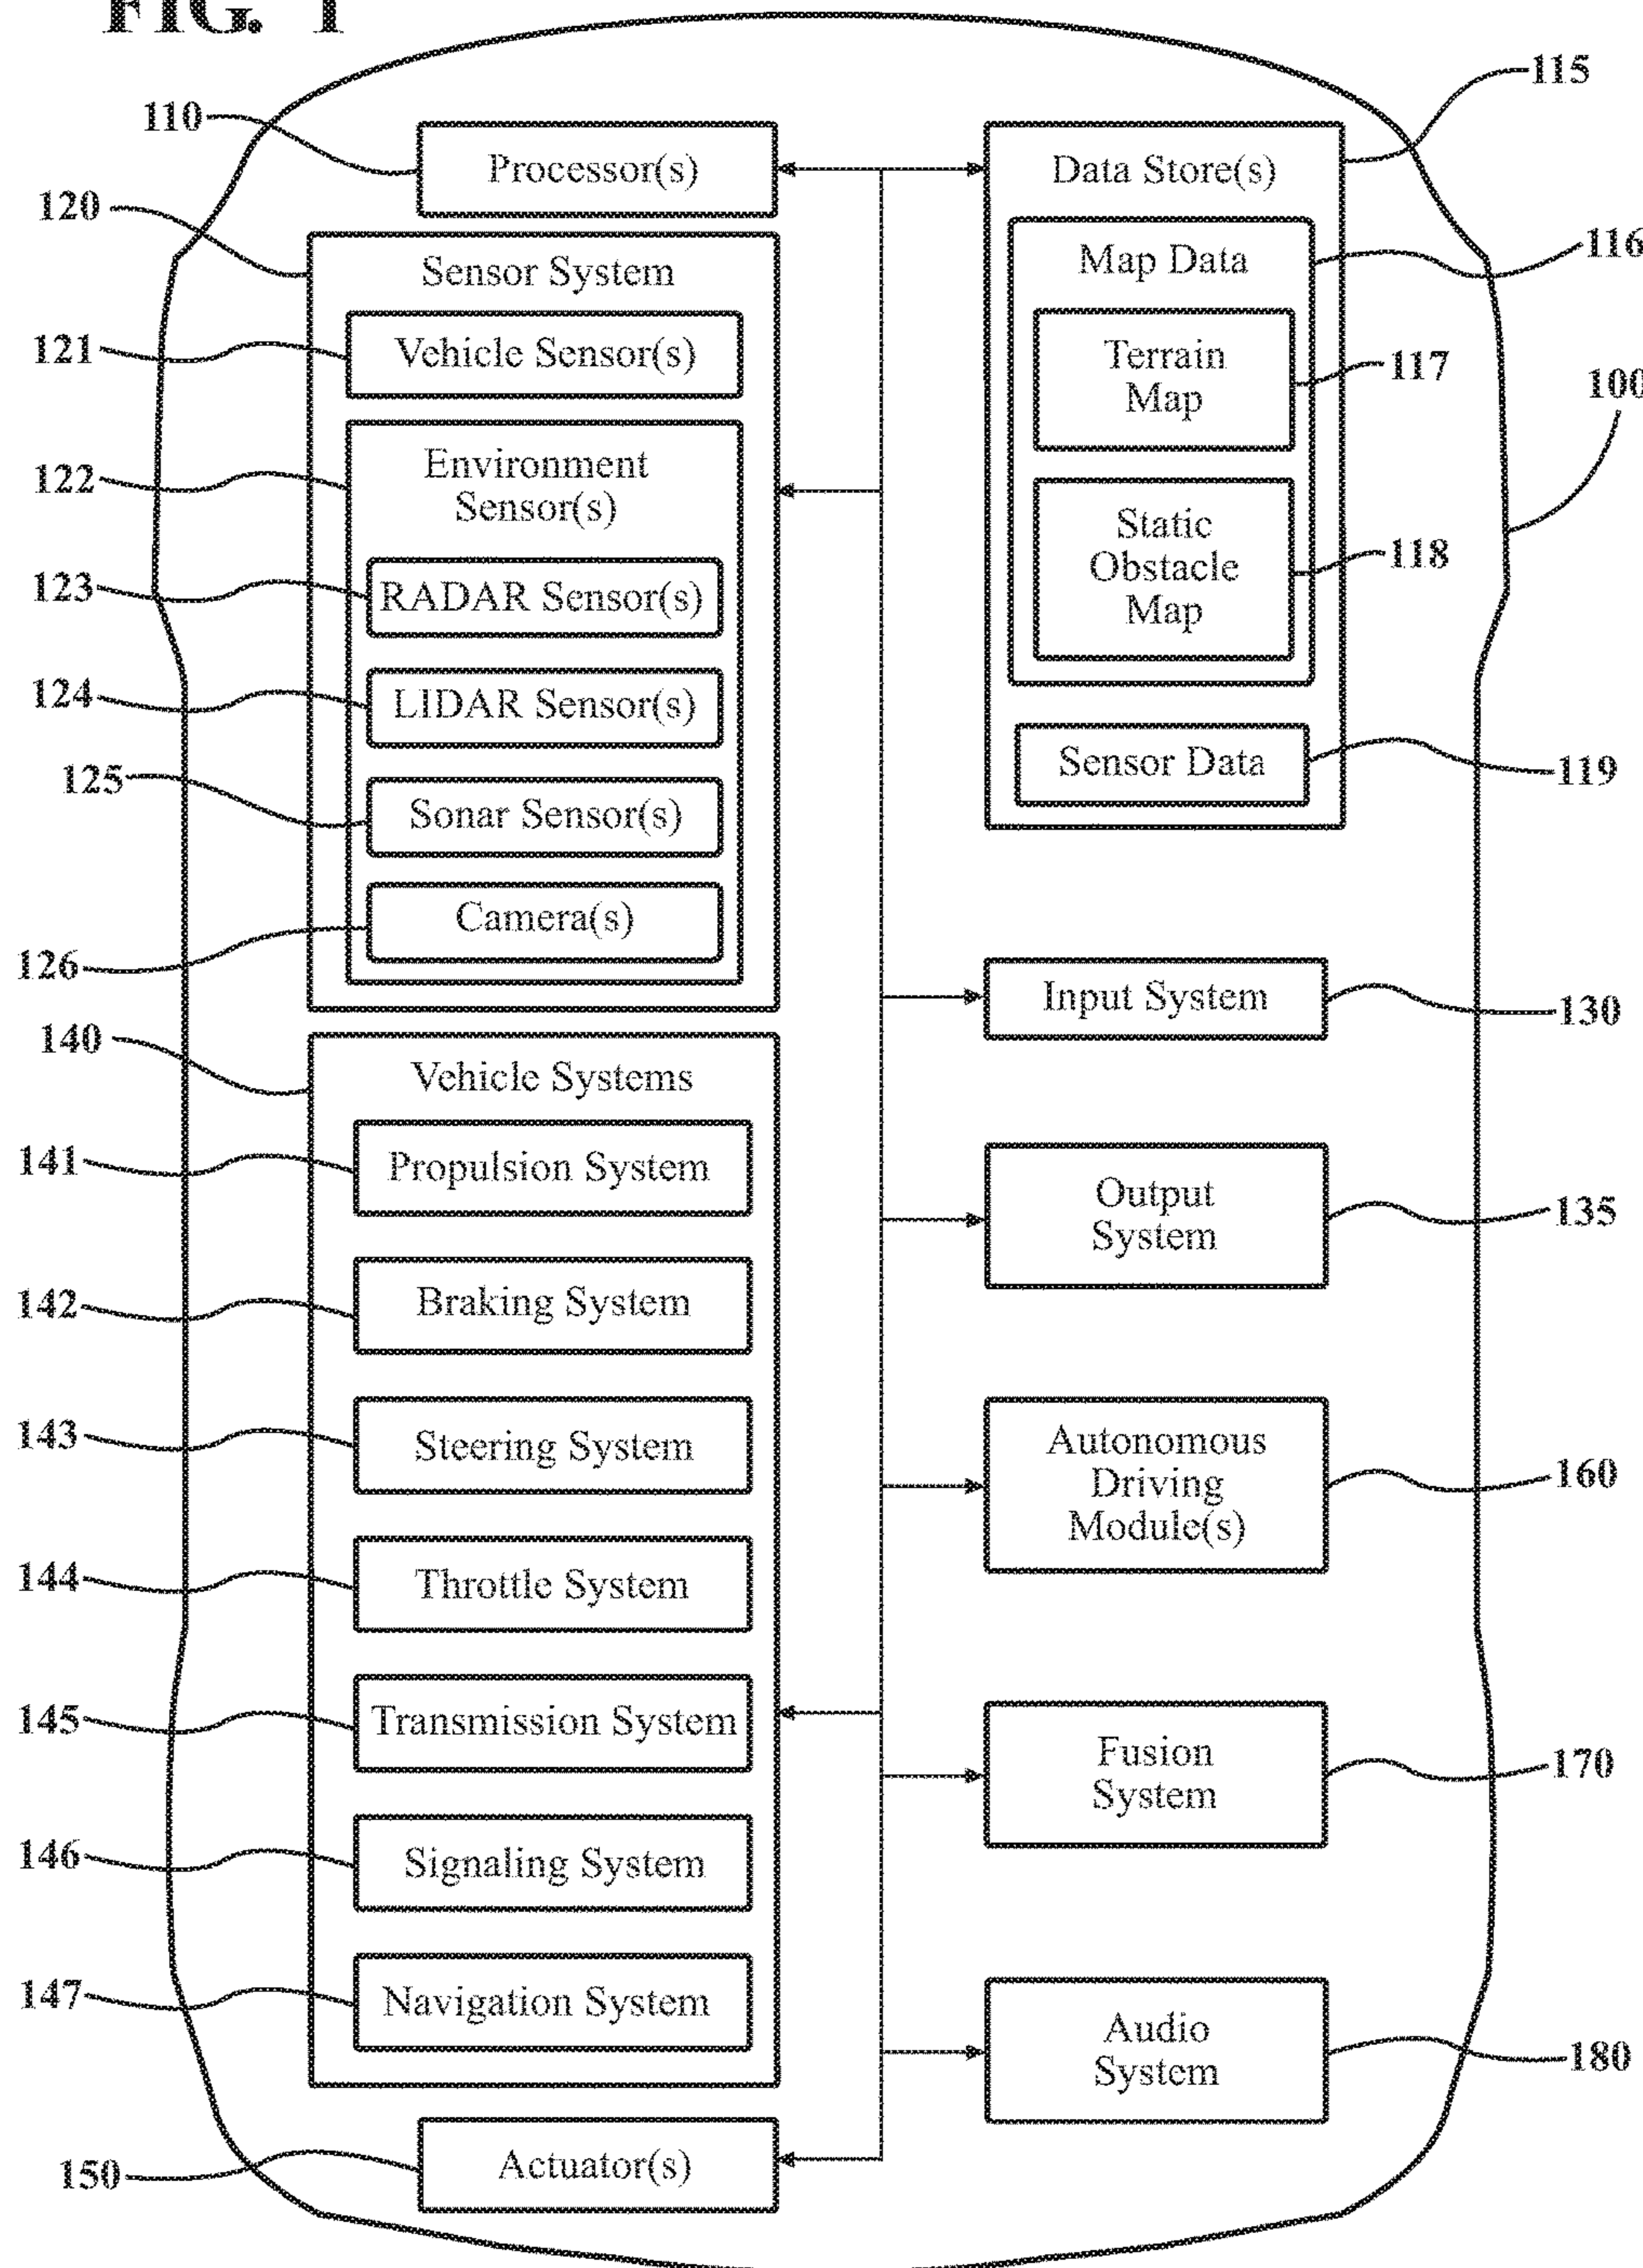 FIG. 1
110
Processor(s)
120
Sensor System
121
Vehicle Sensor(s)
122
Environment
Sensor(s)
123
RADAR Sensor(s)
124
LIDAR Sensor(s)
125
Sonar Sensor(s)
126
Camera(s)
140
Vehicle Systems
141
Propulsion System
142
Braking System
143
Steering System
144
Throttle System
145
Transmission System
146
Signaling System
147
Navigation System
150
Actuator(s)
115
Data Store(s)
116
Map Data
117
Terrain
Map
100
118
Static
Obstacle
Map
119
Sensor Data
130
Input System
135
Output
System
160
Autonomous
Driving
Module(s)
170
Fusion
System
180
Audio
System